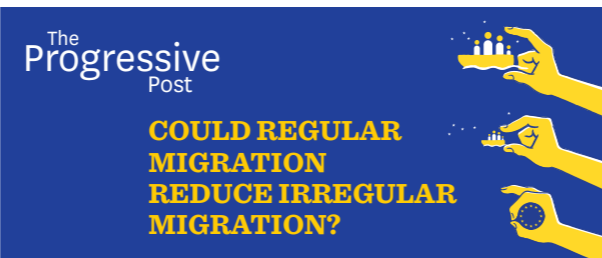 The
Progressive
Post
COULD REGULAR
MIGRATION
REDUCE IRREGULAR
MIGRATION?